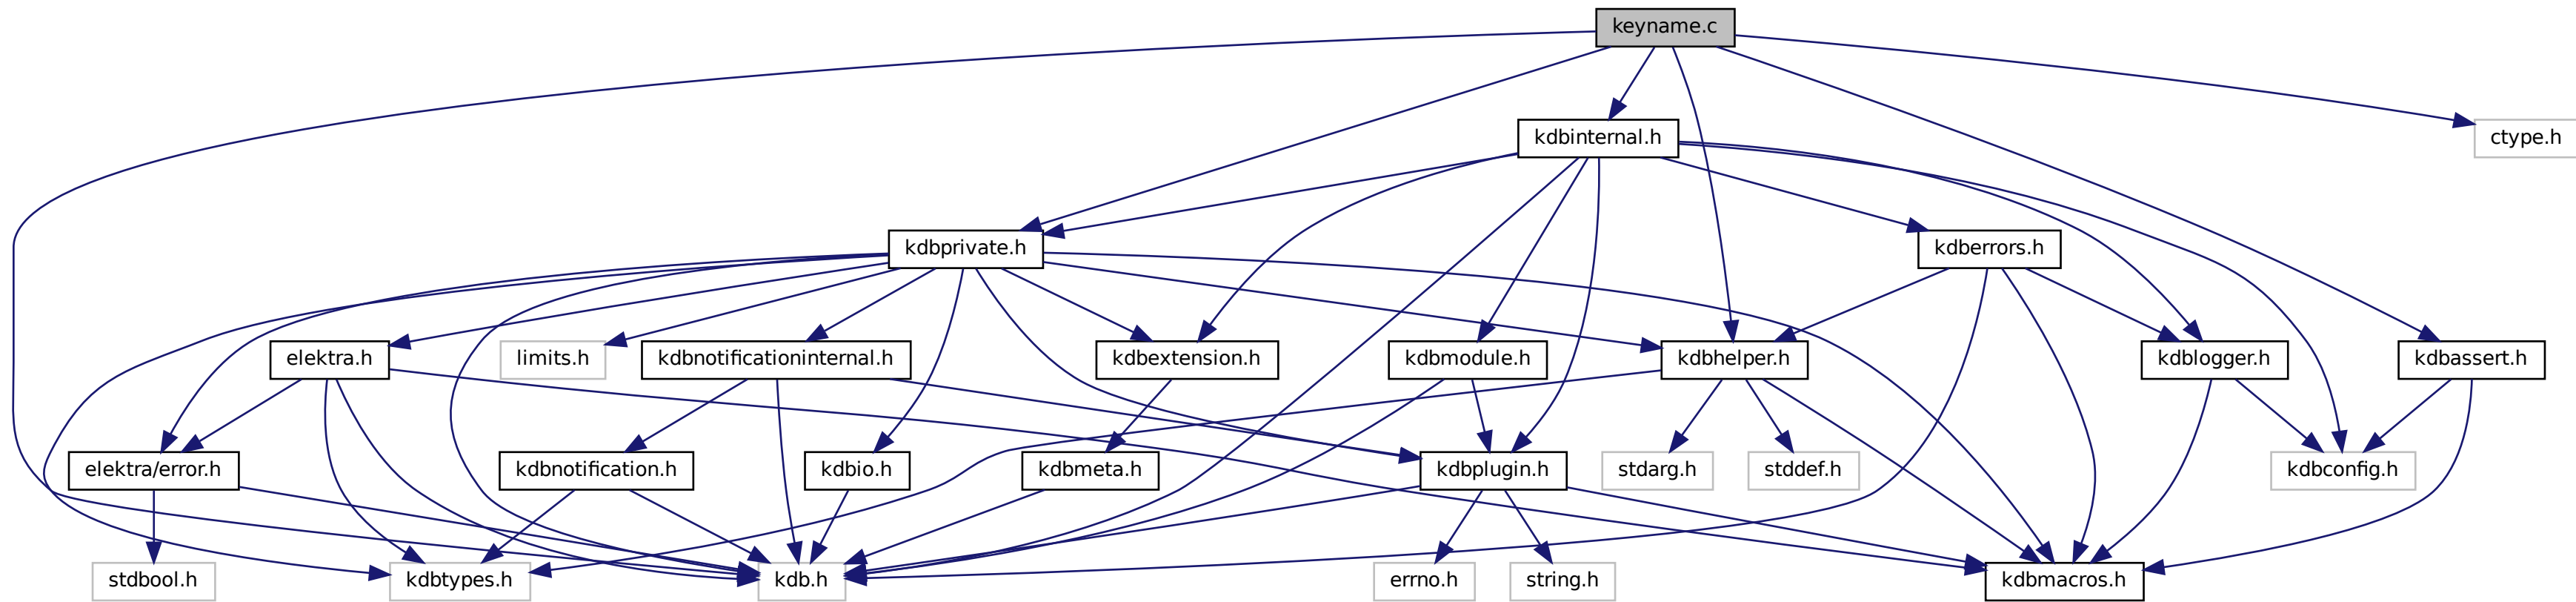 keyname.c
kdbinternal.h
ctype.h
kdbprivate.h
kdberrors.h
elektra.h
limits.h
kdbnotificationinternal.h
kdbextension.h
kdbmodule.h
kdbhelper.h
kdblogger.h
kdbassert.h
elektra/error.h
kdbnotification.h
kdbio.h
kdbmeta.h
kdbplugin.h
stdarg.h
stddef.h
kdbconfig.h
stdbool.h
kdbtypes.h
kdb.h
errno.h
string.h
kdbmacros.h